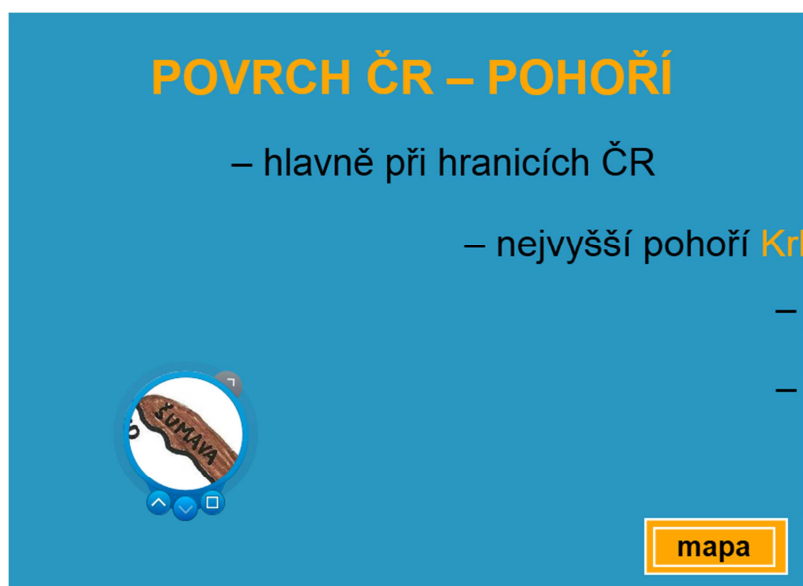 POVRCH ČR – POHOŘÍ
– hlavně při hranicích ČR
– nejvyšší pohoří
–
–
ŠUMAVA
mapa